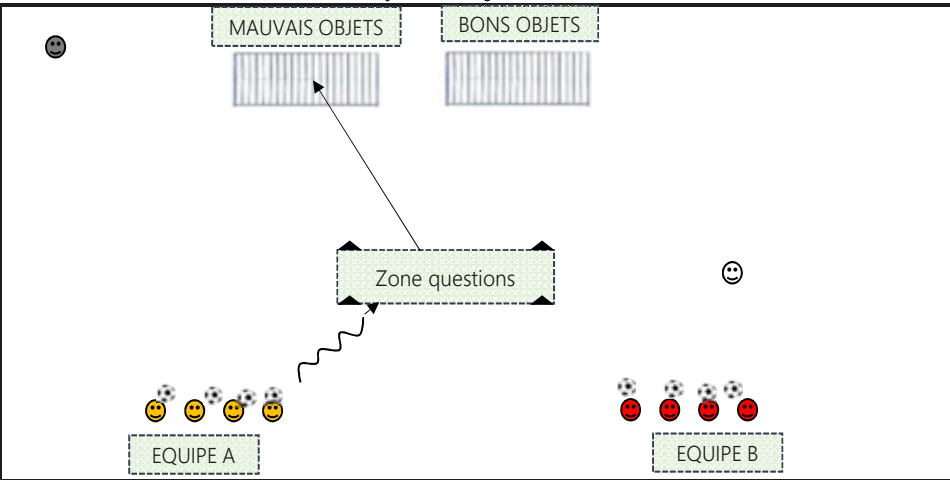 MAUVAIS OBJETS
BONS OBJETS
Zone questions
EQUIPE A
EQUIPE B